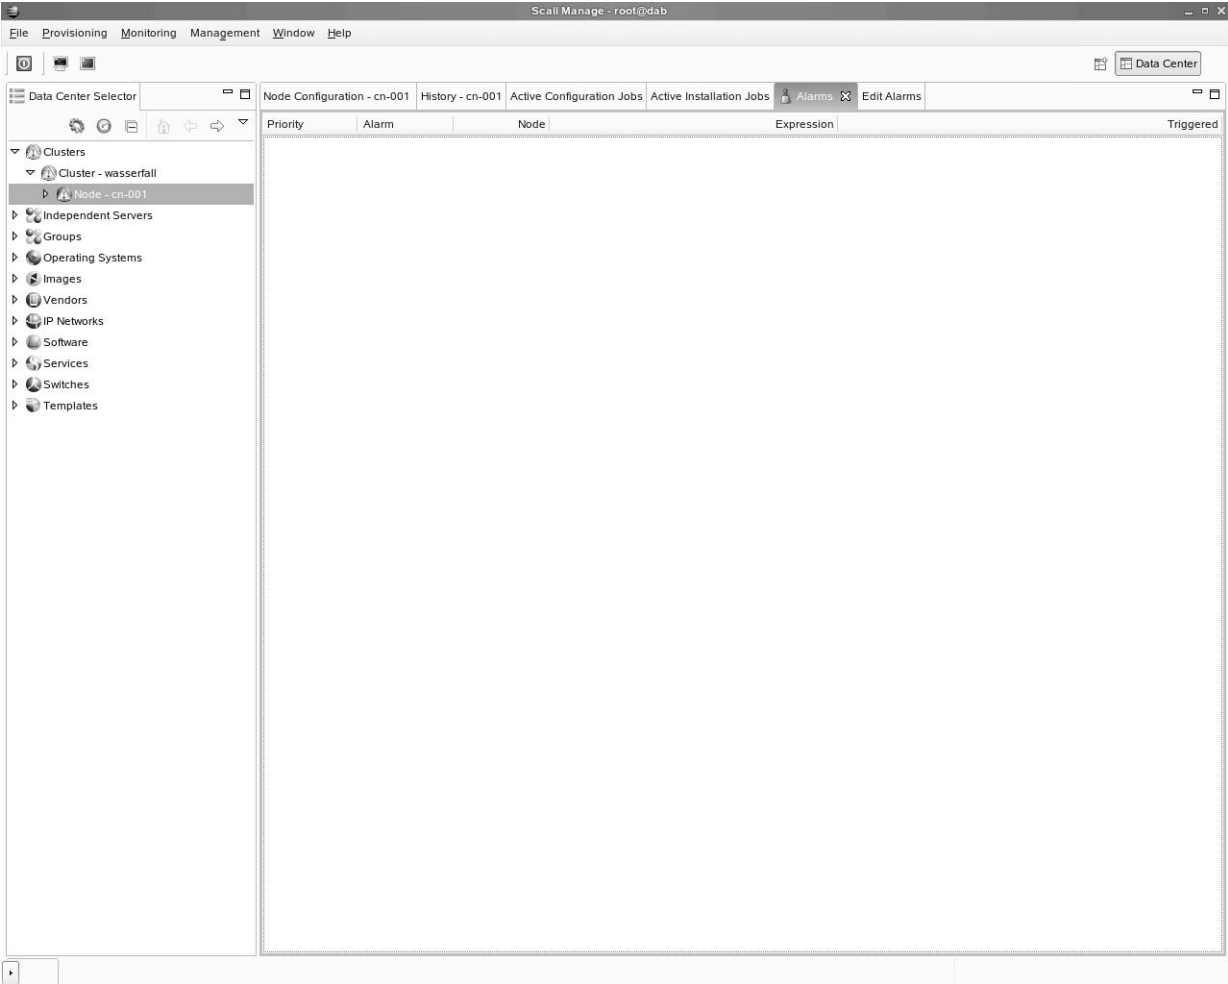 Scali Manage - root@dab
File Provisioning Monitoring Management Window Help
Data Center
Data Center Selector
Node Configuration - cn-001 History - cn-001 Active Configuration Jobs Active Installation Jobs Alarms Edit Alarms
Priority Alarm Node Expression Triggered
Clusters
Cluster - wasserfall
Node - cn-001
Independent Servers
Groups
Operating Systems
Images
Vendors
IP Networks
Software
Services
Switches
Templates